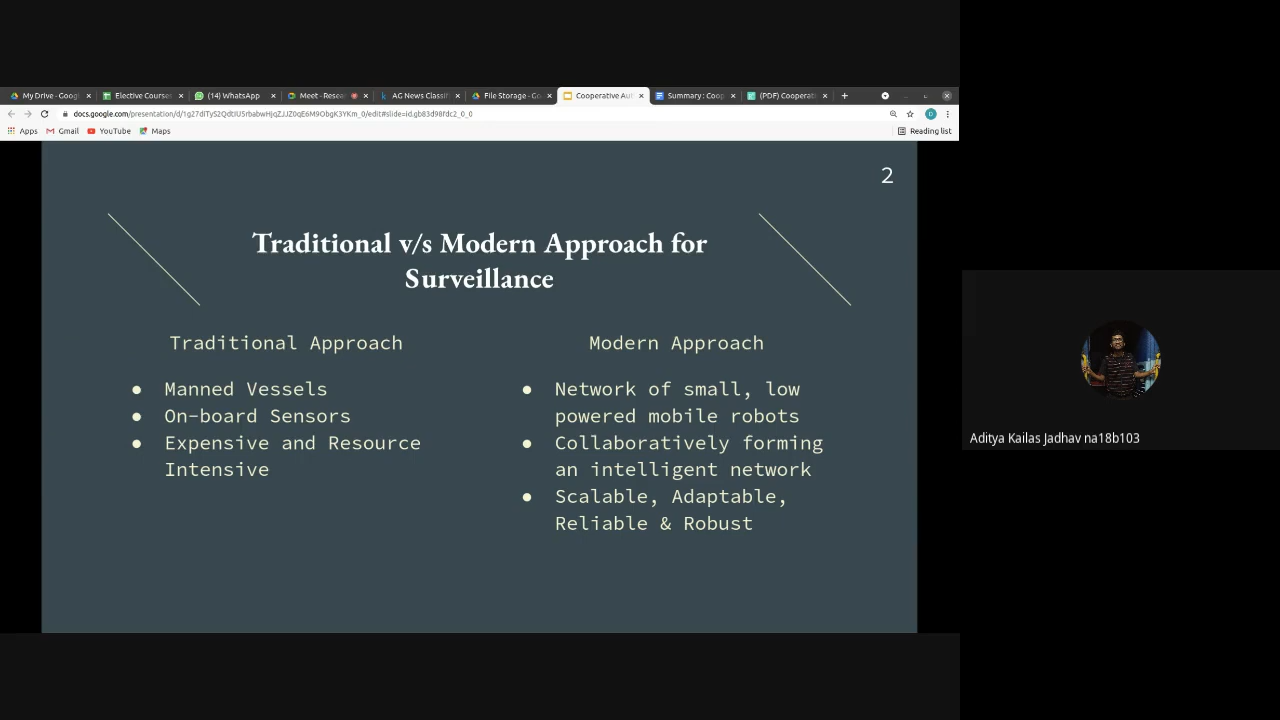 My Drive - Goog
Elective Courses
(14) WhatsApp
Meet - Resea
AG News Classif
File Storage - Go
Cooperative Aut
Summary : Coop
(PDF) Cooperati
Apps
Gmail
YouTube
Maps
Reading list
2
Traditional v/s Modern Approach for
Surveillance
Traditional Approach
● Manned Vessels
● On-board Sensors
● Expensive and Resource
Intensive
Modern Approach
● Network of small, low
powered mobile robots
● Collaboratively forming
an intelligent network
● Scalable, Adaptable,
Reliable & Robust
Aditya Kailas Jadhav na18b103